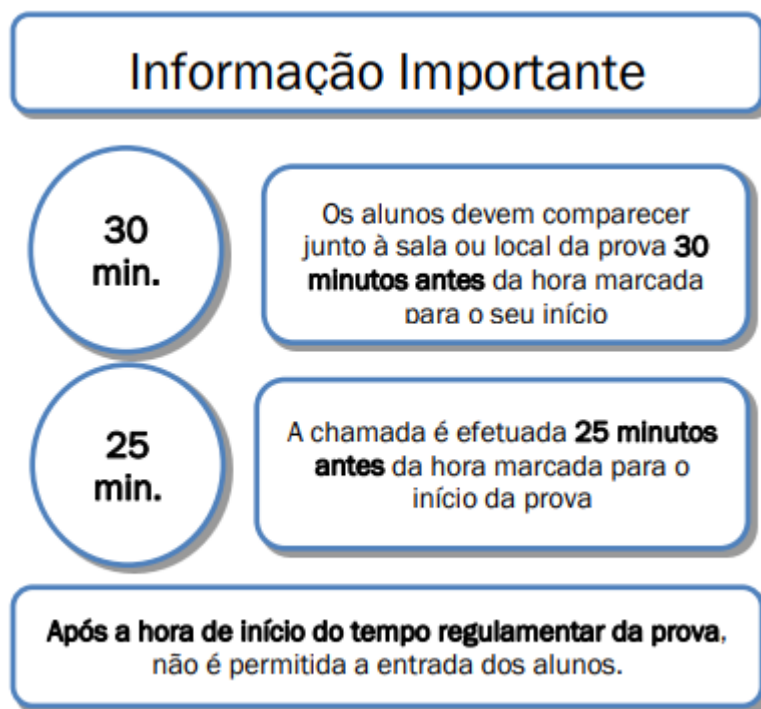 Informação Importante
30
min.
Os alunos devem comparecer
junto à sala ou local da prova 30
minutos antes da hora marcada
para o seu início
25
min.
A chamada é efetuada 25 minutos
antes da hora marcada para o
início da prova
Após a hora de início do tempo regulamentar da prova,
não é permitida a entrada dos alunos.